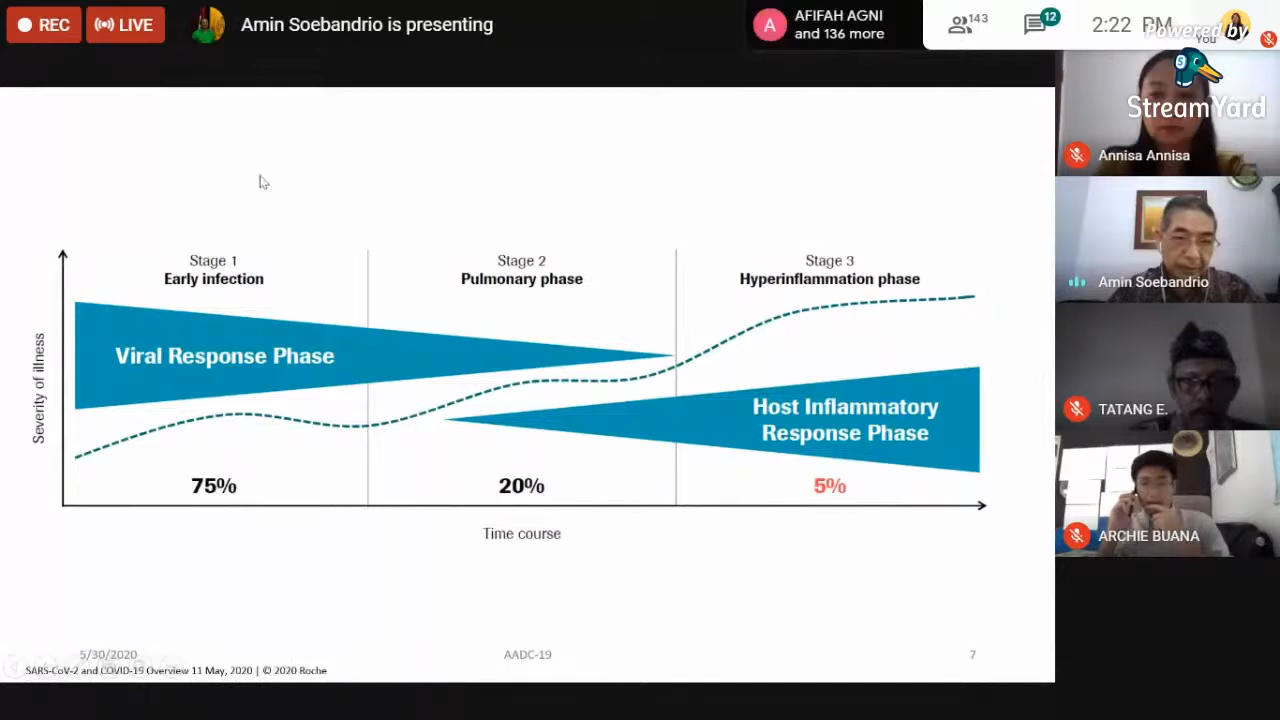 REC
LIVE
Amin Soebandrio is presenting
A
AFIFAH AGNI
and 136 more
143
12
2:22 PM
You
Powered by
StreamYard
Annisa Annisa
Amin Soebandrio
TATANG E.
ARCHIE BUANA
Stage 1
Early infection
Stage 2
Pulmonary phase
Stage 3
Hyperinflammation phase
Severity of illness
Viral Response Phase
Host Inflammatory
Response Phase
75%
20%
5%
Time course
5/30/2020
AADC-19
7
SARS-CoV-2 and COVID-19 Overview 11 May, 2020 | © 2020 Roche